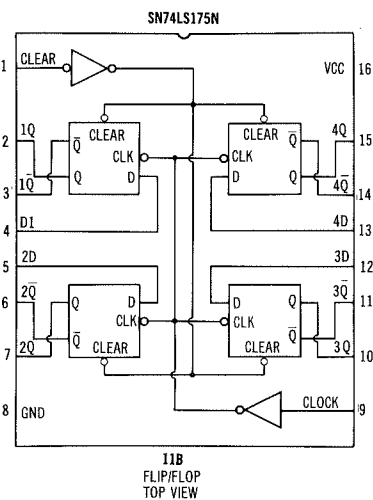 SN74LS175N
1 CLEAR VCC 16
CLEAR CLEAR
2 1Q Q̅ CLK CLK Q̅ 4Q 15
Q D D Q
3 1Q̅ 4Q̅ 14
4 DI 4D 13
5 2D 3D 12
6 2Q̅ Q D D Q 3Q̅ 11
CLK CLK
7 2Q Q̅ CLEAR CLEAR Q̅ 3Q 10
8 GND CLOCK 9
11B
FLIP/FLOP
TOP VIEW